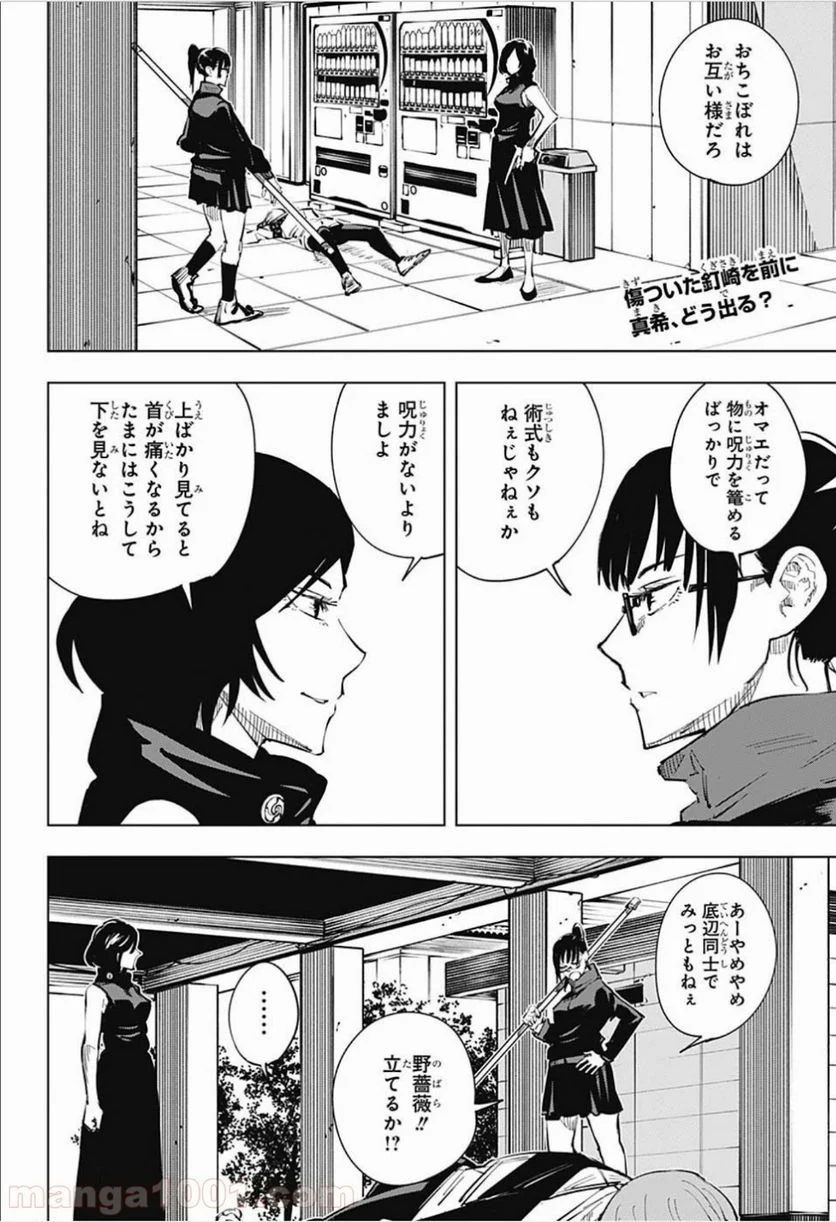 おちこぼれは
お互い様だろ
傷ついた釘崎を前に
真希、どう出る？
オマエだって
物に呪力を篭める
ばっかりで
術式もクソも
ねぇじゃねぇか
呪力がないより
ましよ
上ばかり見てると
首が痛くなるから
たまにはこうして
下を見ないとね
あーやめやめ
底辺同士で
みっともねぇ
……
野薔薇!!
立てるか!?
manga1001.com